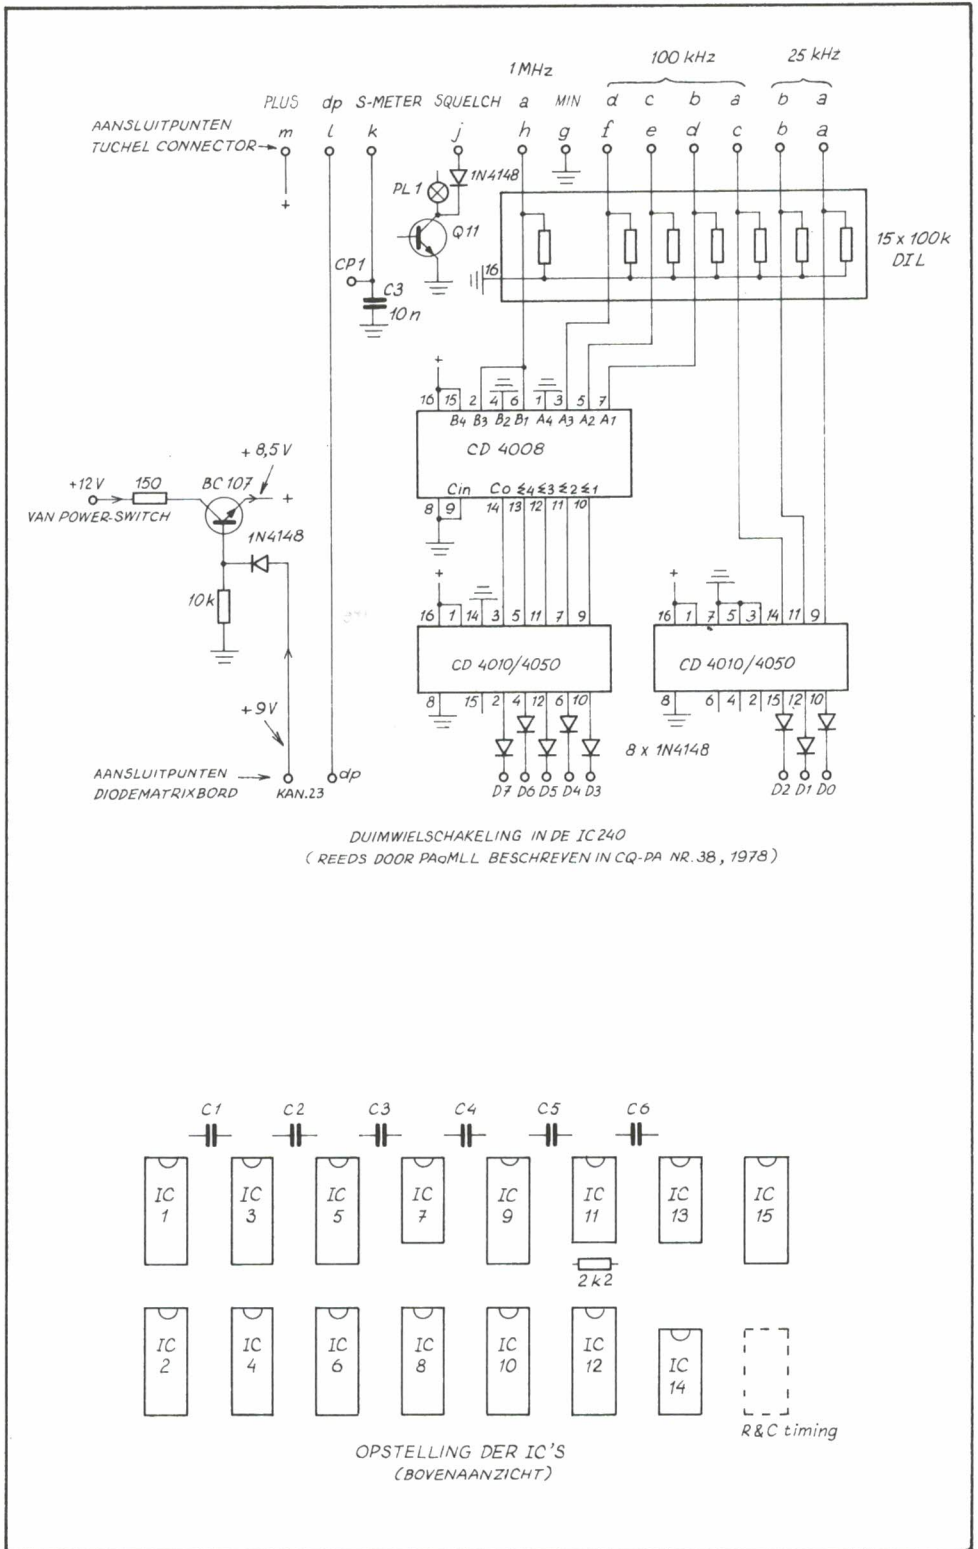 100 kHz 25 kHz
1 MHz
PLUS dp S-METER SQUELCH a MIN d c b a b a
AANSLUITPUNTEN
TUCHEL CONNECTOR
m l k j h g f e d c b a
+
PL 1
1N4148
Q11
CP1
C3
10n
16
15 x 100k
DIL
+
16 15 2 4 6 1 3 5 7
B4 B3 B2 B1 A4 A3 A2 A1
CD 4008
Cin Co Σ4 Σ3 Σ2 Σ1
8 9 14 13 12 11 10
+ 8,5 V
+12V 150 BC 107 +
VAN POWER-SWITCH
1N4148
10k
+ 9V
+
16 1 14 3 5 11 7 9
CD 4010/4050
8 15 2 4 12 6 10
D7 D6 D5 D4 D3
+
16 1 7 5 3 14 11 9
CD 4010/4050
8 6 4 2 15 12 10
8 x 1N4148
D2 D1 D0
AANSLUITPUNTEN
DIODEMATRIXBORD
KAN.23
dp
DUIMWIELSCHAKELING IN DE IC 240
( REEDS DOOR PAoMLL BESCHREVEN IN CQ-PA NR. 38, 1978)
C1 C2 C3 C4 C5 C6
IC 1
IC 3
IC 5
IC 7
IC 9
IC 11
IC 13
IC 15
2k2
IC 2
IC 4
IC 6
IC 8
IC 10
IC 12
IC 14
R&C timing
OPSTELLING DER IC'S
(BOVENAANZICHT)